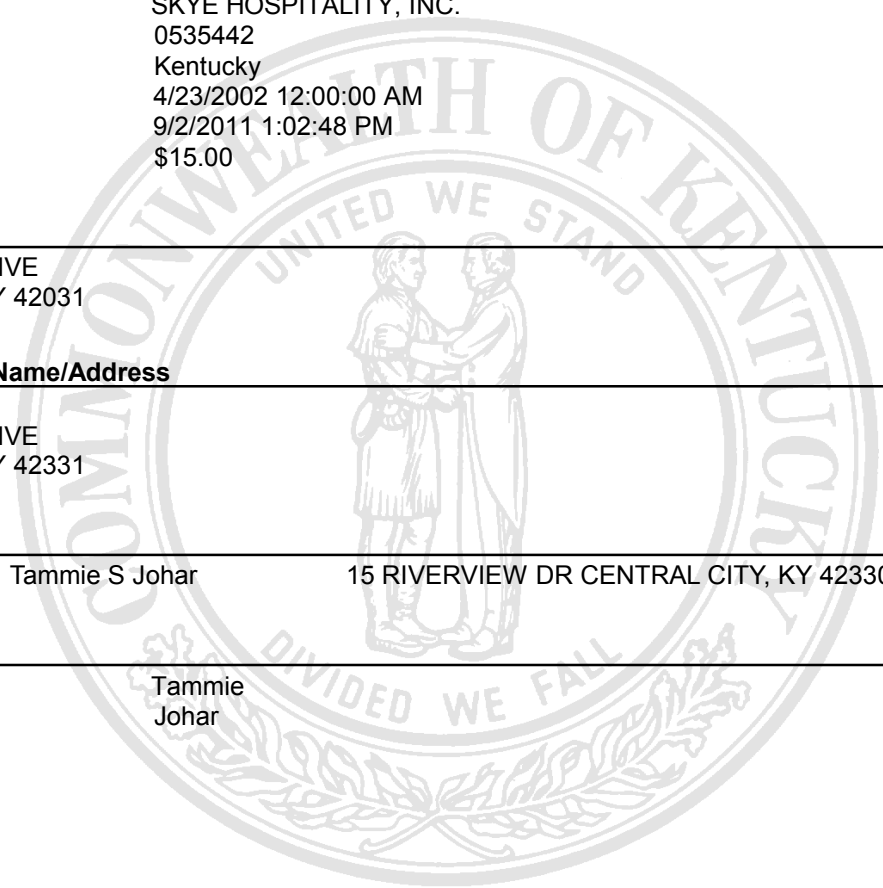 SKYE HOSPITALITY, INC.
0535442
Kentucky
4/23/2002 12:00:00 AM
9/2/2011 1:02:48 PM
$15.00
COMMONWEALTH OF KENTUCKY
UNITED WE STAND
IVE
Y 42031
Name/Address
IVE
Y 42331
Tammie S Johar 15 RIVERVIEW DR CENTRAL CITY, KY 42330
DIVIDED WE FALL
Tammie
Johar